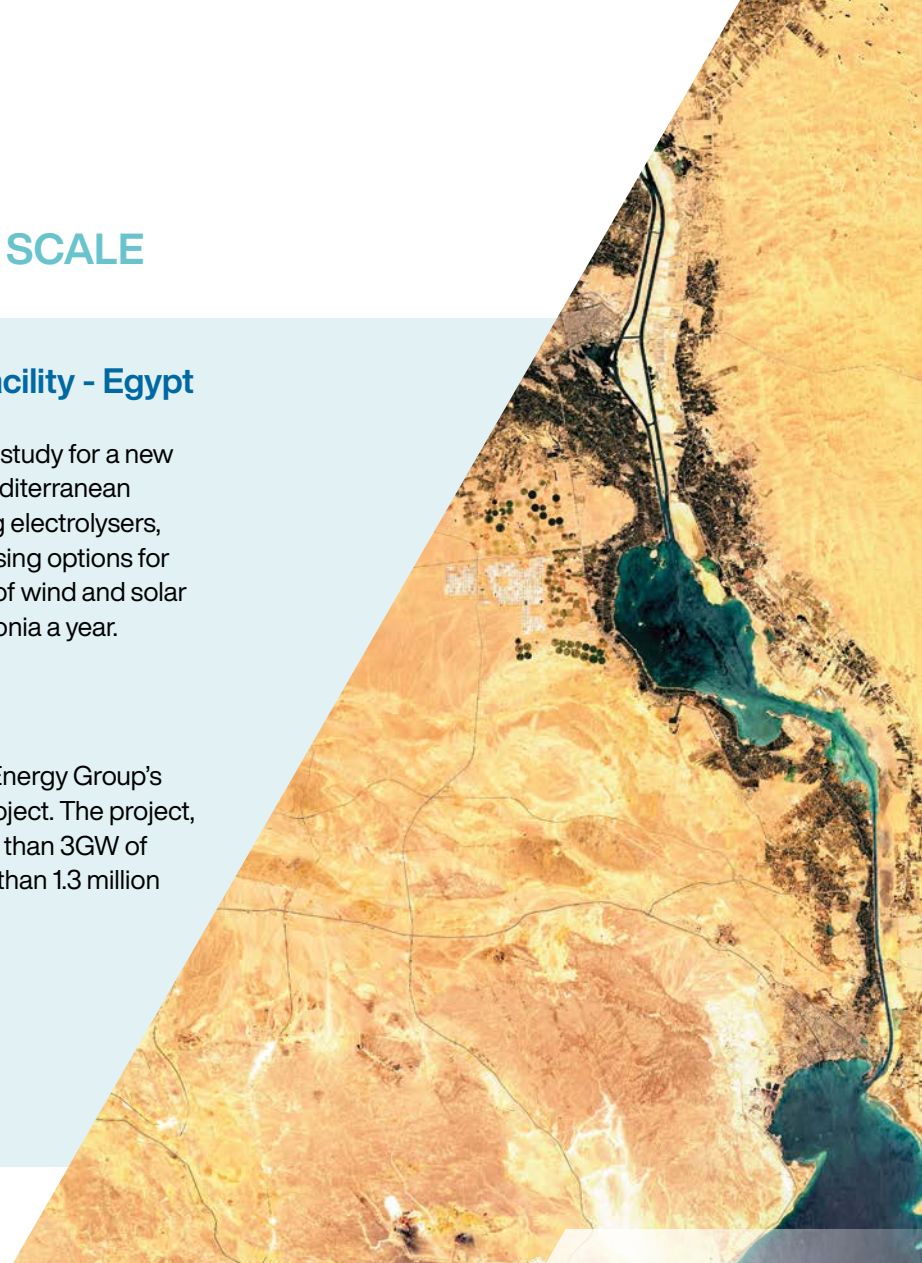 SCALE
cility - Egypt
study for a new
diterranean
g electrolysers,
sing options for
of wind and solar
onia a year.
Energy Group's
oject. The project,
than 3GW of
than 1.3 million